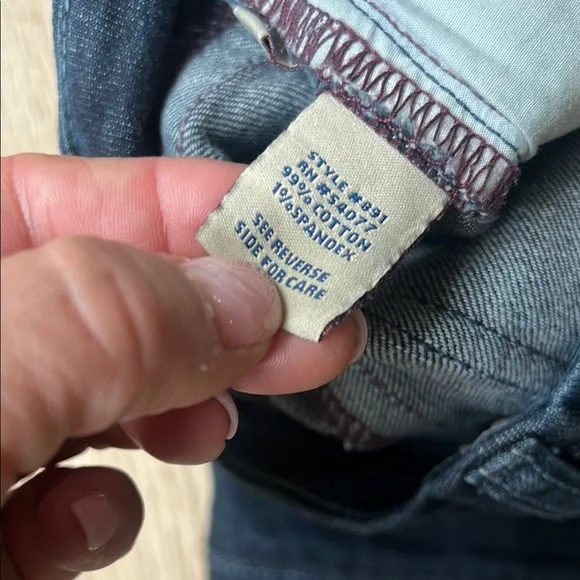 STYLE #891
RN #54077
99% COTTON
1% SPANDEX
SEE REVERSE
SIDE FOR CARE